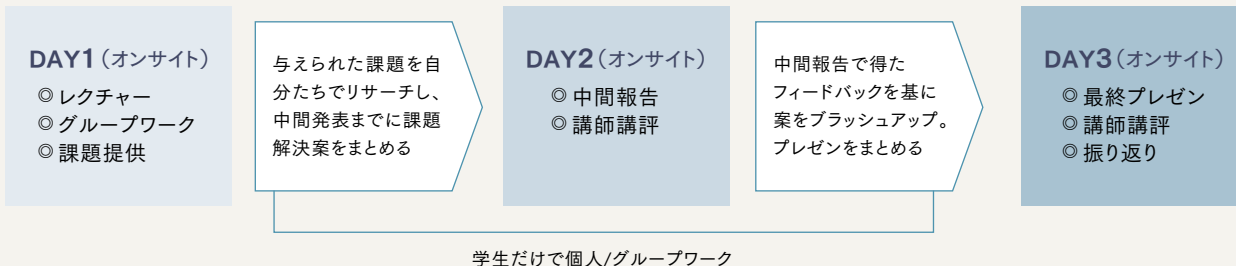 DAY1（オンサイト）
◎ レクチャー
◎ グループワーク
◎ 課題提供
与えられた課題を自
分たちでリサーチし、
中間発表までに課題
解決案をまとめる
DAY2（オンサイト）
◎ 中間報告
◎ 講師講評
中間報告で得た
フィードバックを基に
案をブラッシュアップ。
プレゼンをまとめる
DAY3（オンサイト）
◎ 最終プレゼン
◎ 講師講評
◎ 振り返り
学生だけで個人/グループワーク